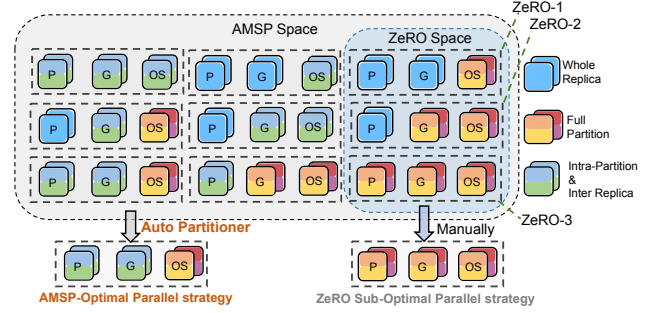 ZeRO-1
ZeRO-2
AMSP Space
ZeRO Space
P G OS P G OS P G OS
Whole
Replica
P G OS P G OS P G OS
Full
Partition
P G OS P G OS P G OS
Intra-Partition
&
Inter Replica
ZeRO-3
Auto Partitioner
Manually
P G OS P G OS
AMSP-Optimal Parallel strategy
ZeRO Sub-Optimal Parallel strategy